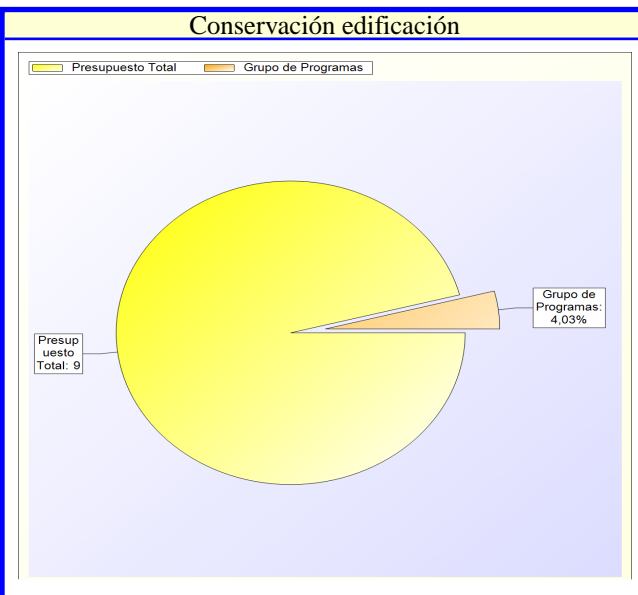 Conservación edificación
Presupuesto Total
Grupo de Programas
Grupo de
Programas:
4,03%
Presup
uesto
Total: 9